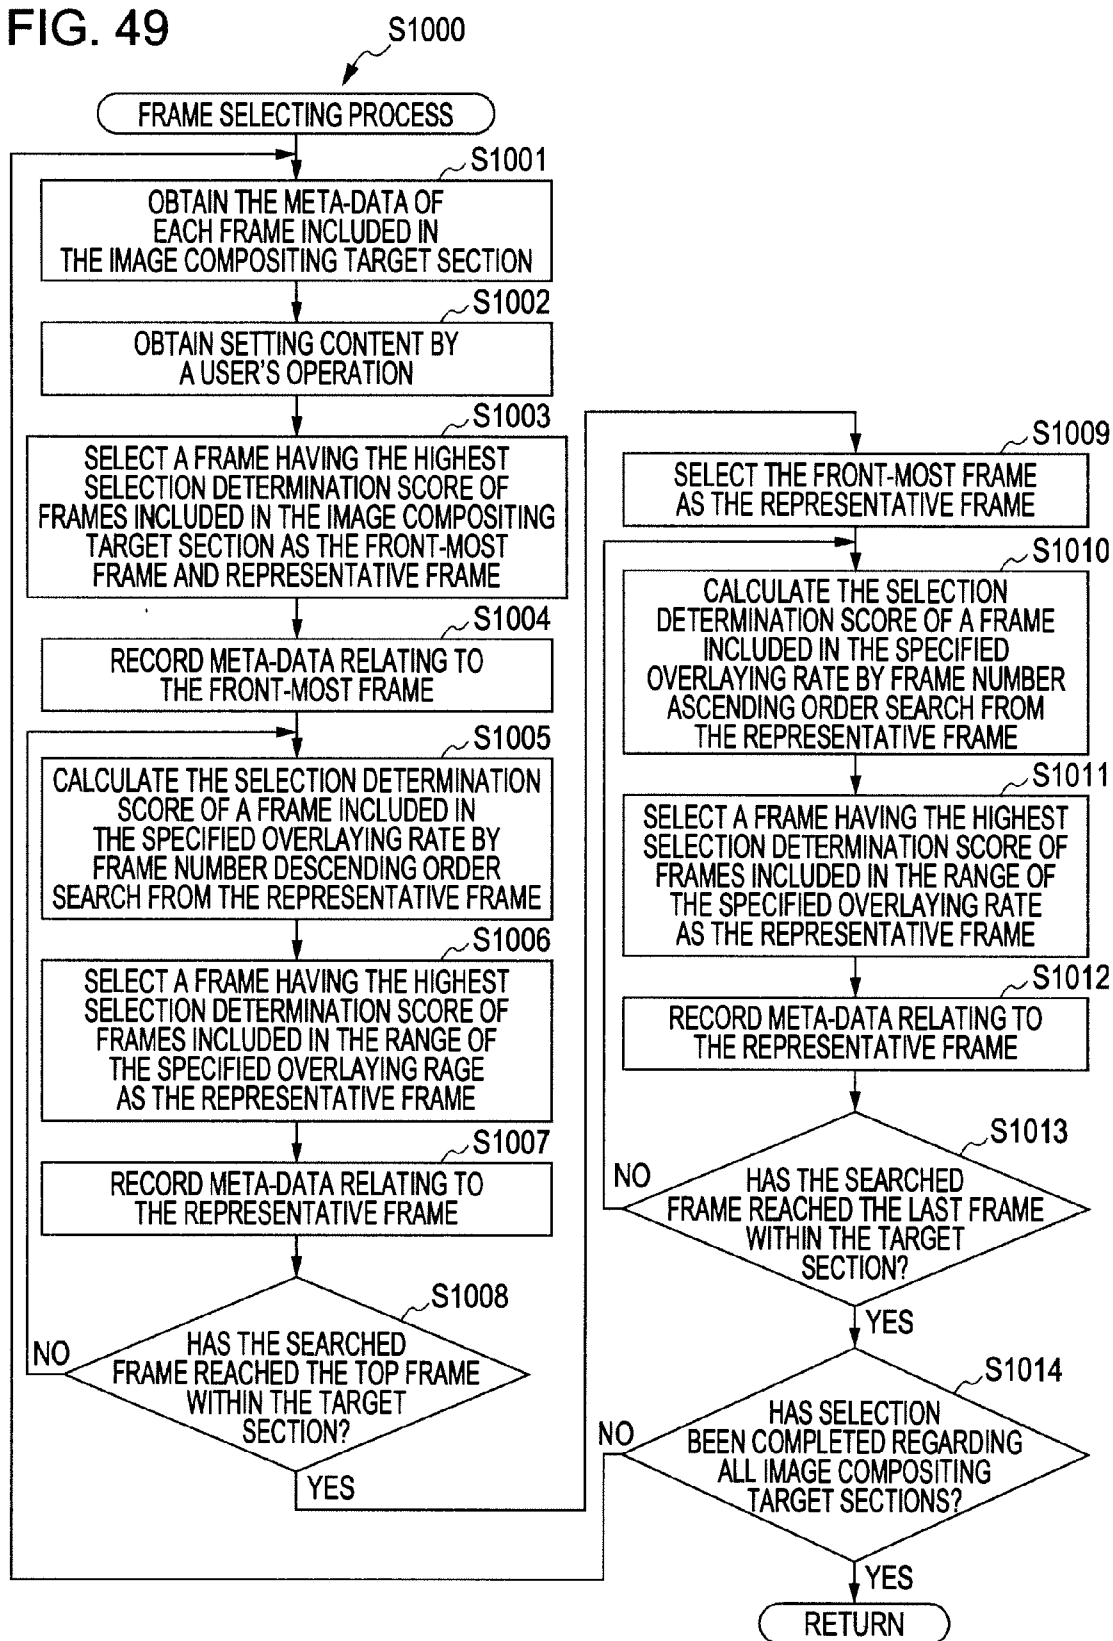 FIG. 49
S1000
FRAME SELECTING PROCESS
S1001
OBTAIN THE META-DATA OF
EACH FRAME INCLUDED IN
THE IMAGE COMPOSITING TARGET SECTION
S1002
OBTAIN SETTING CONTENT BY
A USER'S OPERATION
S1003
SELECT A FRAME HAVING THE HIGHEST
SELECTION DETERMINATION SCORE OF
FRAMES INCLUDED IN THE IMAGE COMPOSITING
TARGET SECTION AS THE FRONT-MOST
FRAME AND REPRESENTATIVE FRAME
S1004
RECORD META-DATA RELATING TO
THE FRONT-MOST FRAME
S1005
CALCULATE THE SELECTION DETERMINATION
SCORE OF A FRAME INCLUDED IN
THE SPECIFIED OVERLAYING RATE BY
FRAME NUMBER DESCENDING ORDER
SEARCH FROM THE REPRESENTATIVE FRAME
S1006
SELECT A FRAME HAVING THE HIGHEST
SELECTION DETERMINATION SCORE OF
FRAMES INCLUDED IN THE RANGE OF
THE SPECIFIED OVERLAYING RAGE
AS THE REPRESENTATIVE FRAME
S1007
RECORD META-DATA RELATING TO
THE REPRESENTATIVE FRAME
S1008
HAS THE SEARCHED
FRAME REACHED THE TOP FRAME
WITHIN THE TARGET
SECTION?
NO
YES
S1009
SELECT THE FRONT-MOST FRAME
AS THE REPRESENTATIVE FRAME
S1010
CALCULATE THE SELECTION
DETERMINATION SCORE OF A FRAME
INCLUDED IN THE SPECIFIED
OVERLAYING RATE BY FRAME NUMBER
ASCENDING ORDER SEARCH FROM
THE REPRESENTATIVE FRAME
S1011
SELECT A FRAME HAVING THE HIGHEST
SELECTION DETERMINATION SCORE OF
FRAMES INCLUDED IN THE RANGE OF
THE SPECIFIED OVERLAYING RATE
AS THE REPRESENTATIVE FRAME
S1012
RECORD META-DATA RELATING TO
THE REPRESENTATIVE FRAME
S1013
HAS THE SEARCHED
FRAME REACHED THE LAST FRAME
WITHIN THE TARGET
SECTION?
NO
YES
S1014
HAS SELECTION
BEEN COMPLETED REGARDING
ALL IMAGE COMPOSITING
TARGET SECTIONS?
NO
YES
RETURN